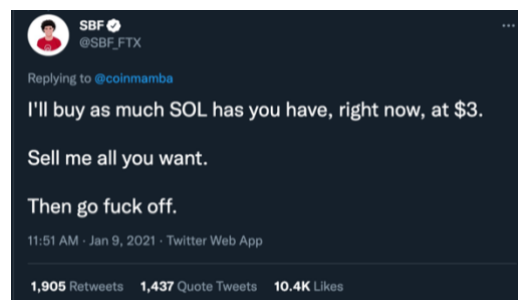 SBF
@SBF_FTX
Replying to @coinmamba
I'll buy as much SOL has you have, right now, at $3.
Sell me all you want.
Then go fuck off.
11:51 AM · Jan 9, 2021 · Twitter Web App
1,905 Retweets 1,437 Quote Tweets 10.4K Likes